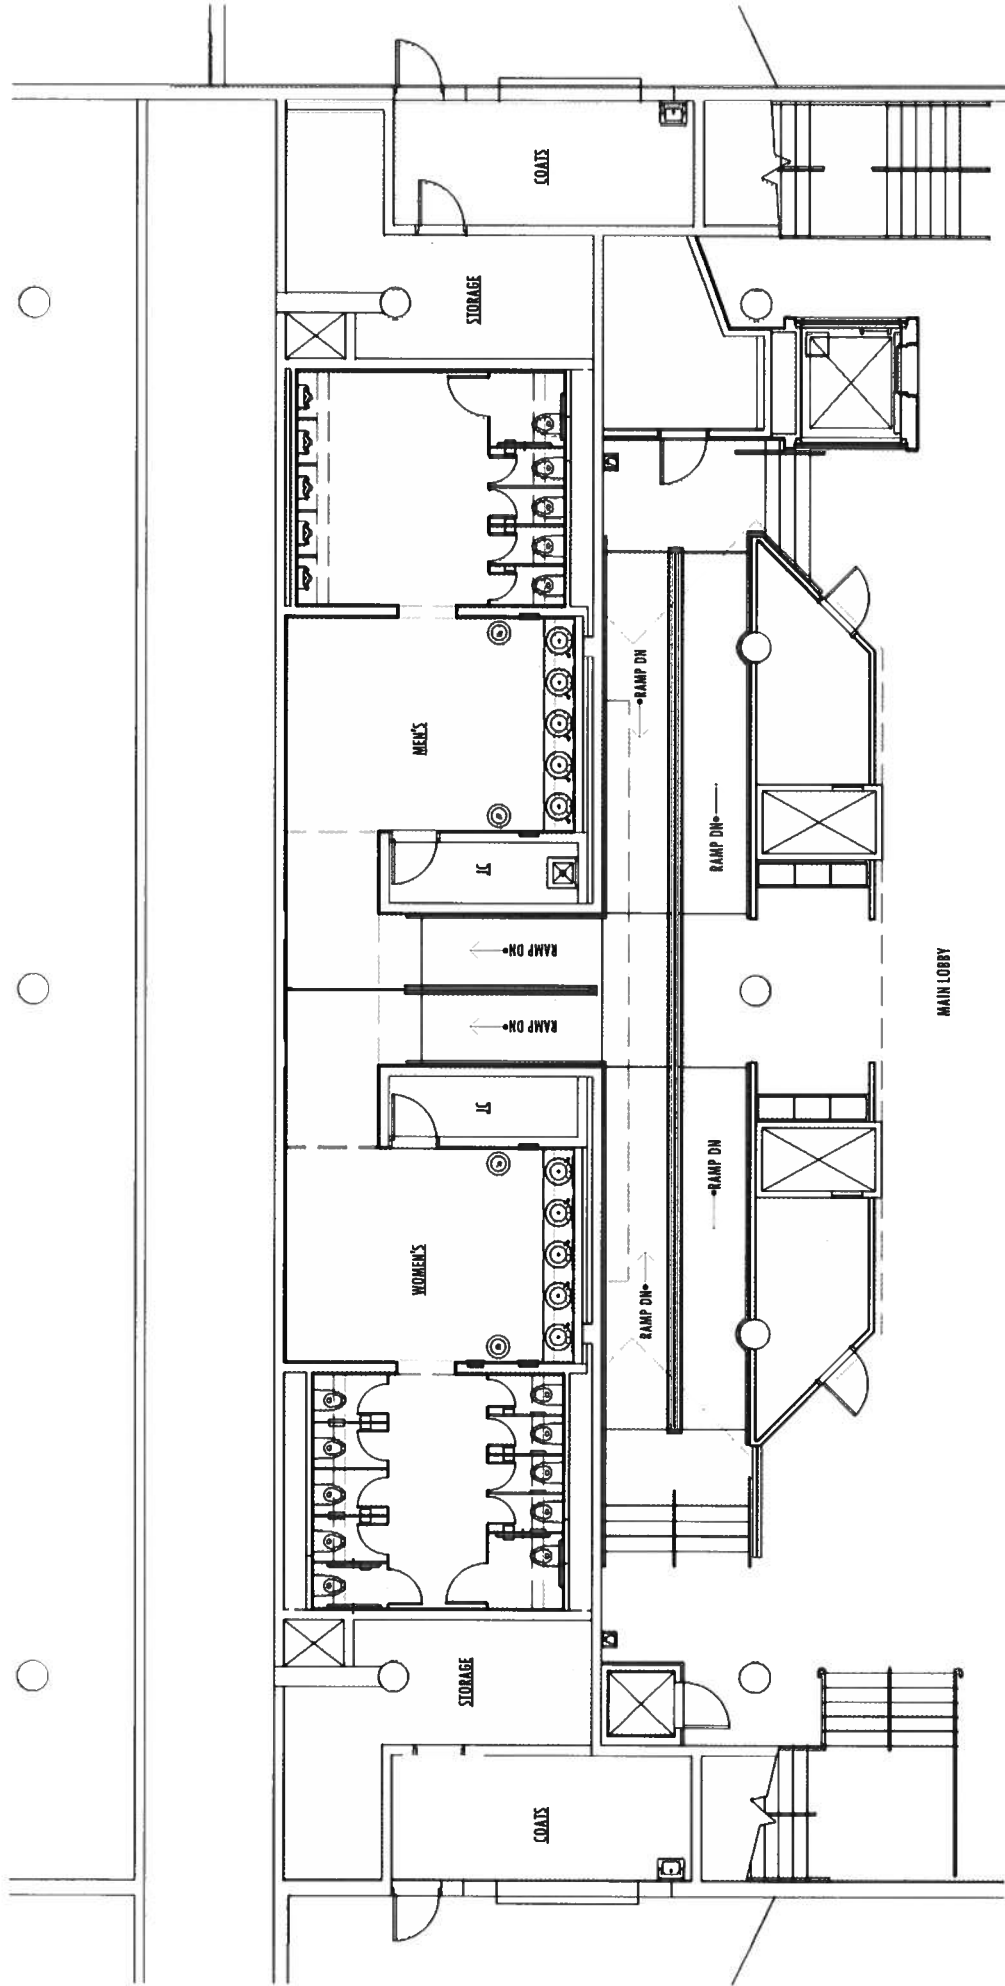 WOMEN'S
MEN'S
STORAGE
STORAGE
JC
JC
RAMP DN
RAMP DN
COATS
COATS
RAMP DN
RAMP DN
RAMP DN
RAMP DN
MAIN LOBBY